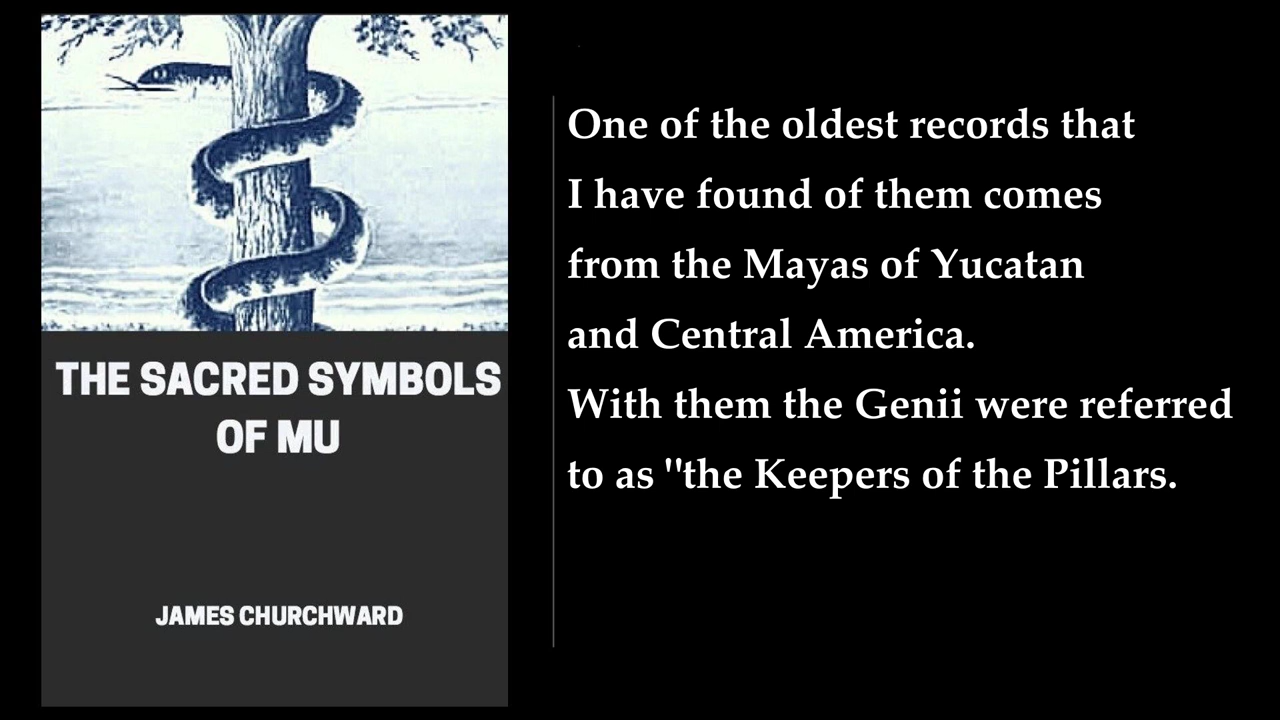 THE SACRED SYMBOLS
OF MU
JAMES CHURCHWARD
One of the oldest records that
I have found of them comes
from the Mayas of Yucatan
and Central America.
With them the Genii were referred
to as "the Keepers of the Pillars.